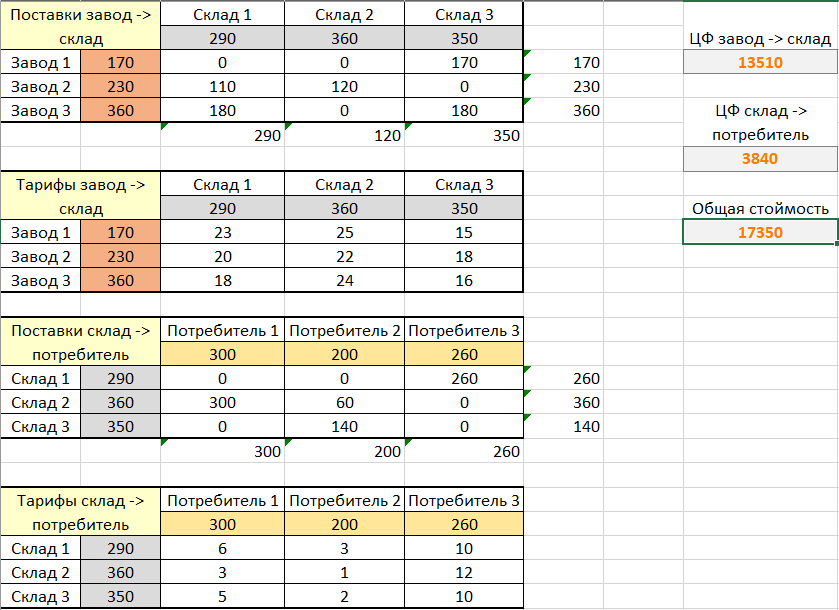 Поставки завод -> склад Склад 1 Склад 2 Склад 3
290 360 350 ЦФ завод -> склад
Завод 1 170 0 0 170 170 13510
Завод 2 230 110 120 0 230
Завод 3 360 180 0 180 360 ЦФ склад ->
290 120 350 потребитель
3840
Тарифы завод -> склад Склад 1 Склад 2 Склад 3
290 360 350 Общая стоймость
Завод 1 170 23 25 15 17350
Завод 2 230 20 22 18
Завод 3 360 18 24 16
Поставки склад -> Потребитель 1 Потребитель 2 Потребитель 3
потребитель 300 200 260
Склад 1 290 0 0 260 260
Склад 2 360 300 60 0 360
Склад 3 350 0 140 0 140
300 200 260
Тарифы склад -> Потребитель 1 Потребитель 2 Потребитель 3
потребитель 300 200 260
Склад 1 290 6 3 10
Склад 2 360 3 1 12
Склад 3 350 5 2 10